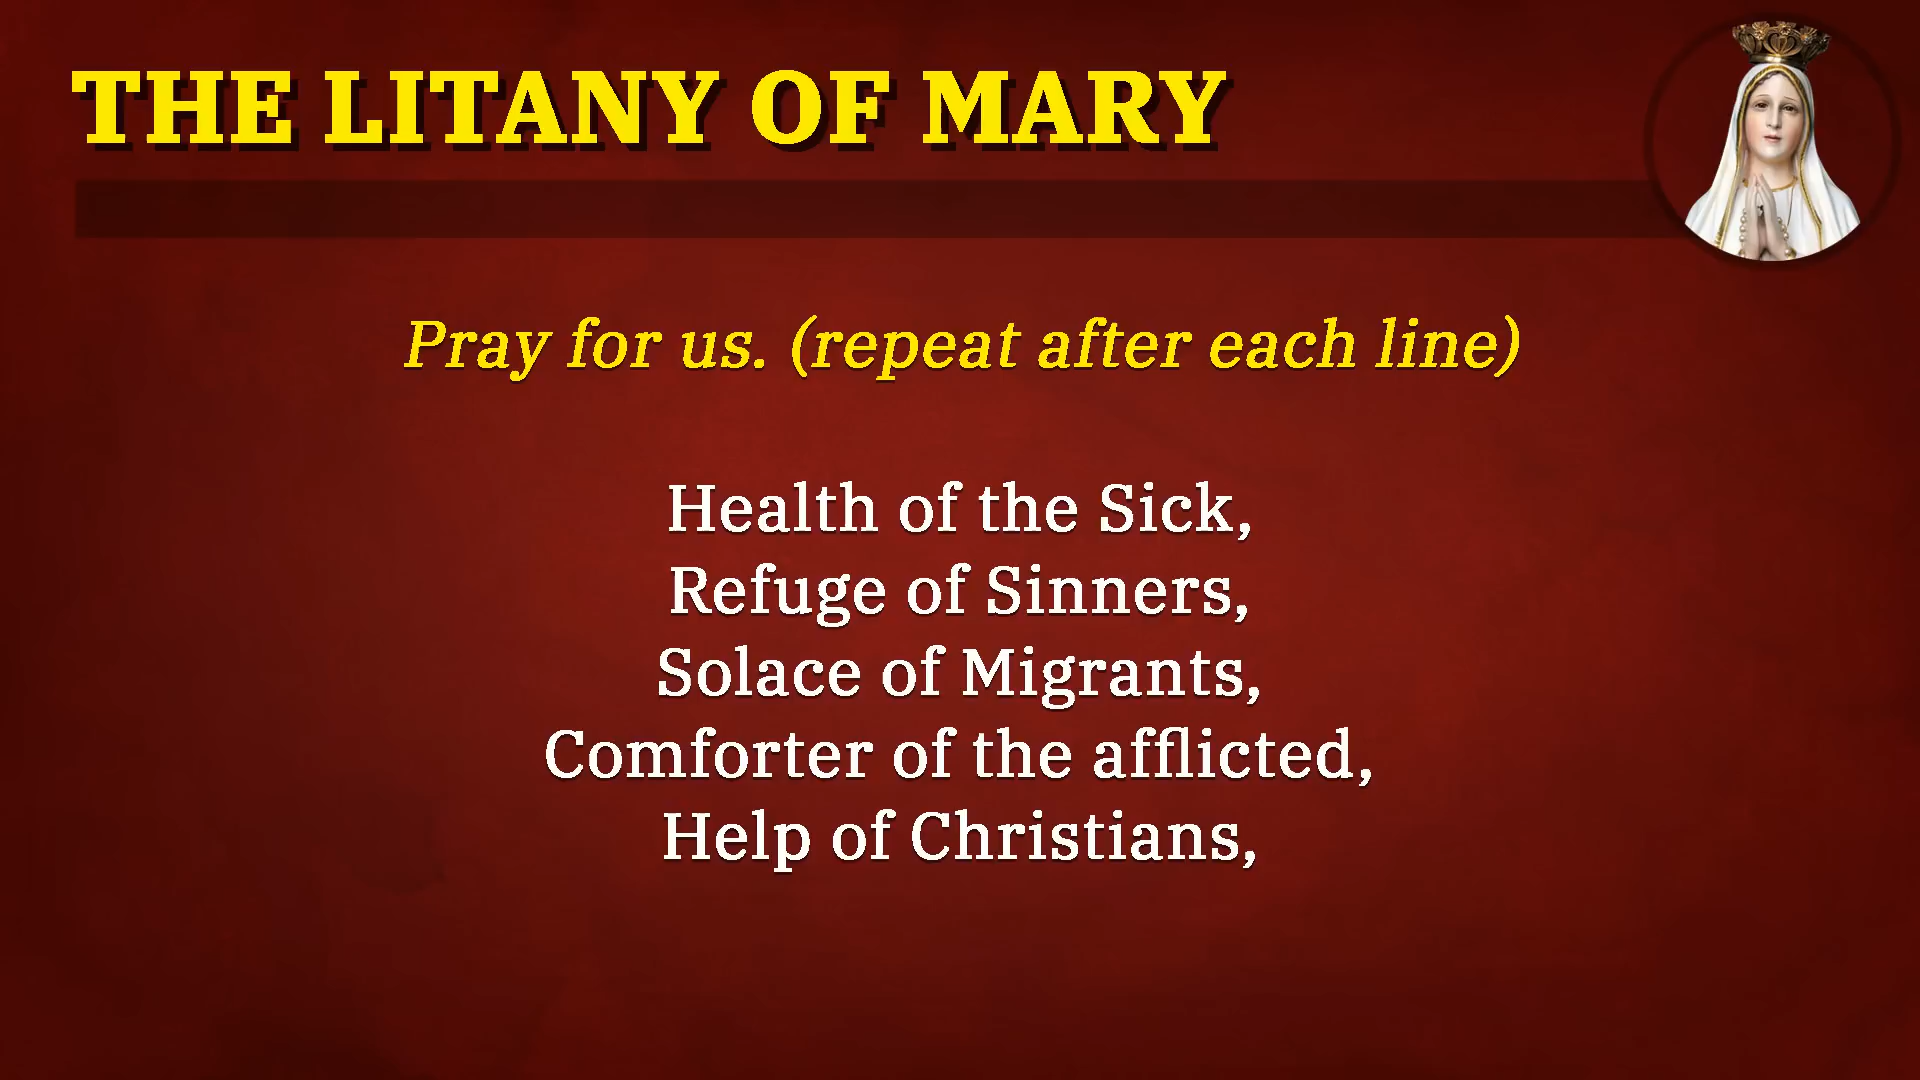 THE LITANY OF MARY
Pray for us. (repeat after each line)
Health of the Sick,
Refuge of Sinners,
Solace of Migrants,
Comforter of the afflicted,
Help of Christians,